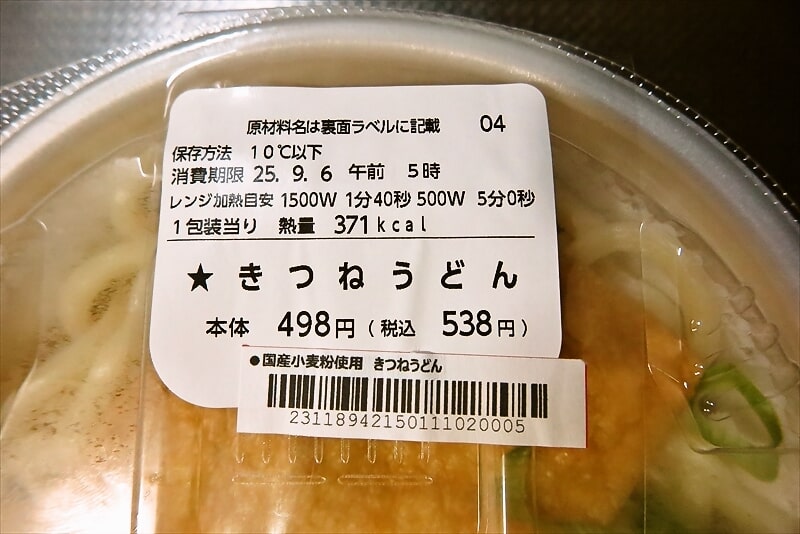 原材料名は裏面ラベルに記載 04
保存方法 10℃以下
消費期限 25. 9. 6 午前 5時
レンジ加熱目安 1500W 1分40秒 500W 5分0秒
1包装当り 熱量 371kcal
★きつねうどん
本体 498円(税込 538円)
●国産小麦粉使用 きつねうどん
23118942150111020005